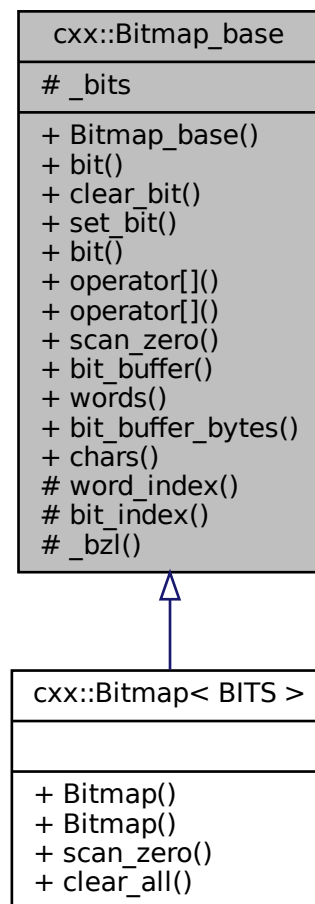 cxx::Bitmap_base
# _bits
+ Bitmap_base()
+ bit()
+ clear_bit()
+ set_bit()
+ bit()
+ operator[]()
+ operator[]()
+ scan_zero()
+ bit_buffer()
+ words()
+ bit_buffer_bytes()
+ chars()
# word_index()
# bit_index()
# _bzl()
cxx::Bitmap< BITS >
+ Bitmap()
+ Bitmap()
+ scan_zero()
+ clear_all()